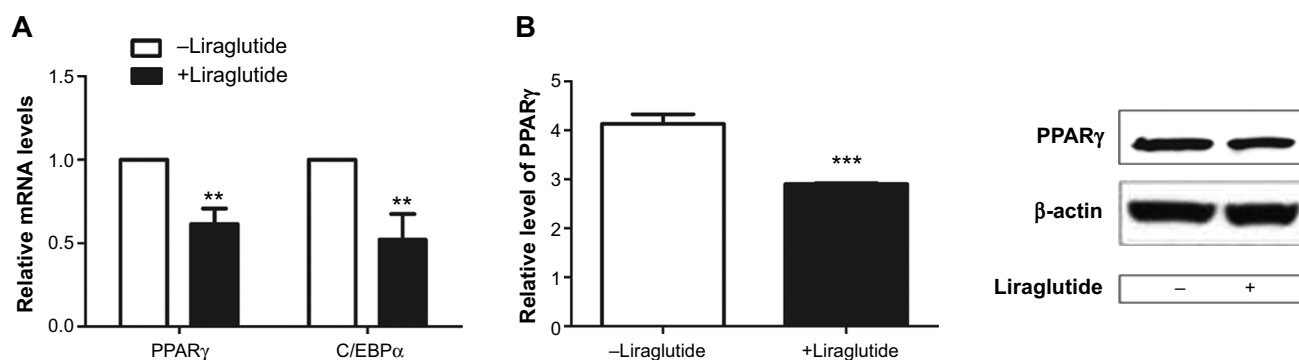 A
–Liraglutide
+Liraglutide
Relative mRNA levels
1.5
1.0
0.5
0.0
**
**
PPARγ
C/EBPα
B
Relative level of PPARγ
5
4
3
2
1
0
***
–Liraglutide
+Liraglutide
PPARγ
β-actin
Liraglutide – +